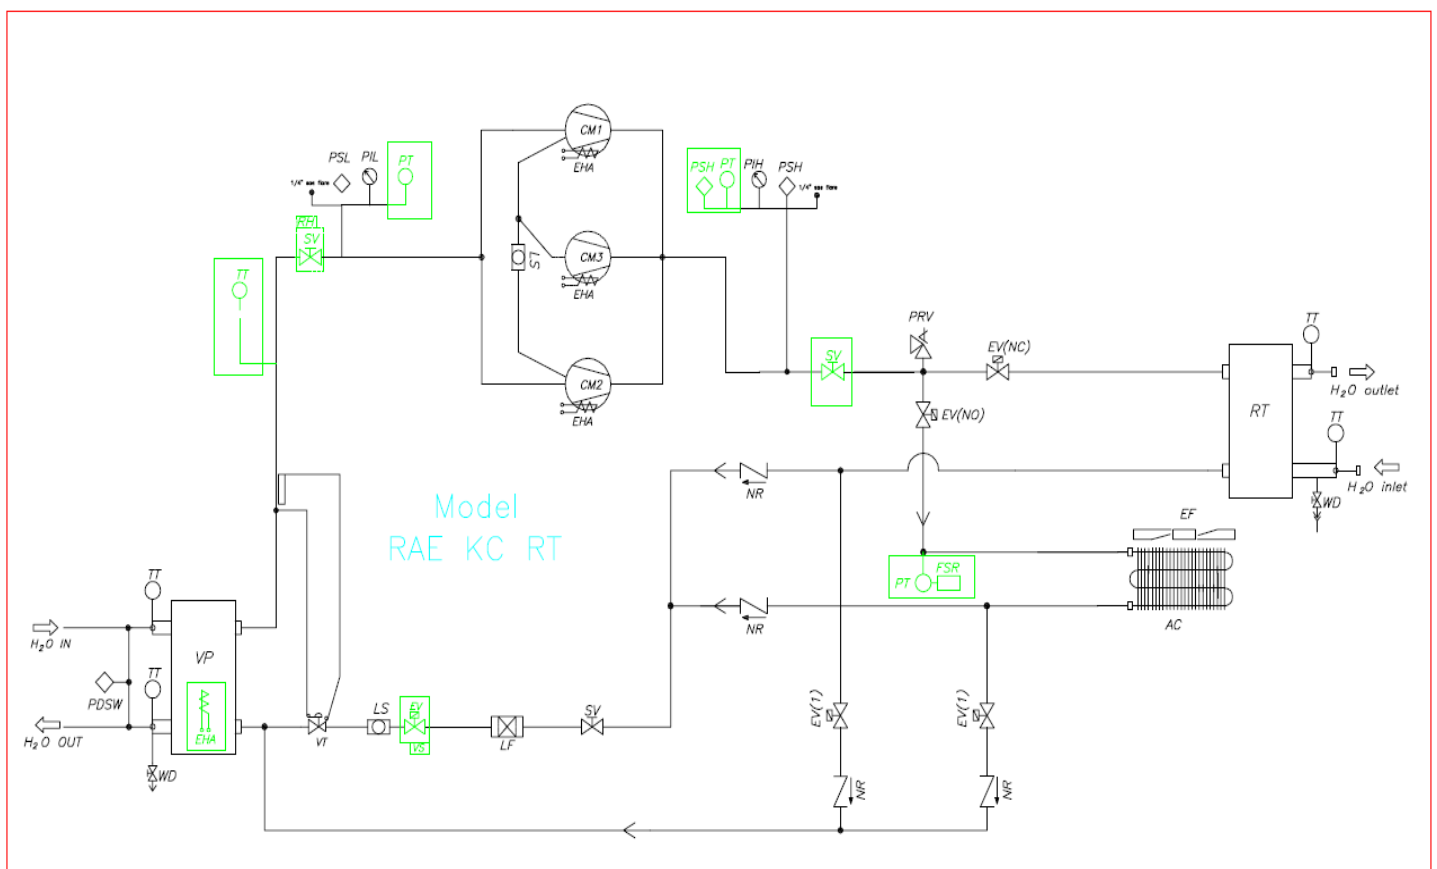 CM1
EHA
PSL
PIL
PT
1/4" sae flare
PSH
PT
PIH
PSH
1/4" sae flare
RH
SV
TT
LS
CM3
EHA
PRV
EV(NC)
TT
SV
H2O outlet
CM2
EHA
EV(NO)
RT
TT
NR
H2O inlet
WD
Model
RAE KC RT
EF
PT
FSR
TT
NR
AC
H2O IN
VP
TT
PDSW
EHA
H2O OUT
WD
VT
LS
EV
VS
LF
SV
EV(1)
EV(1)
NR
NR